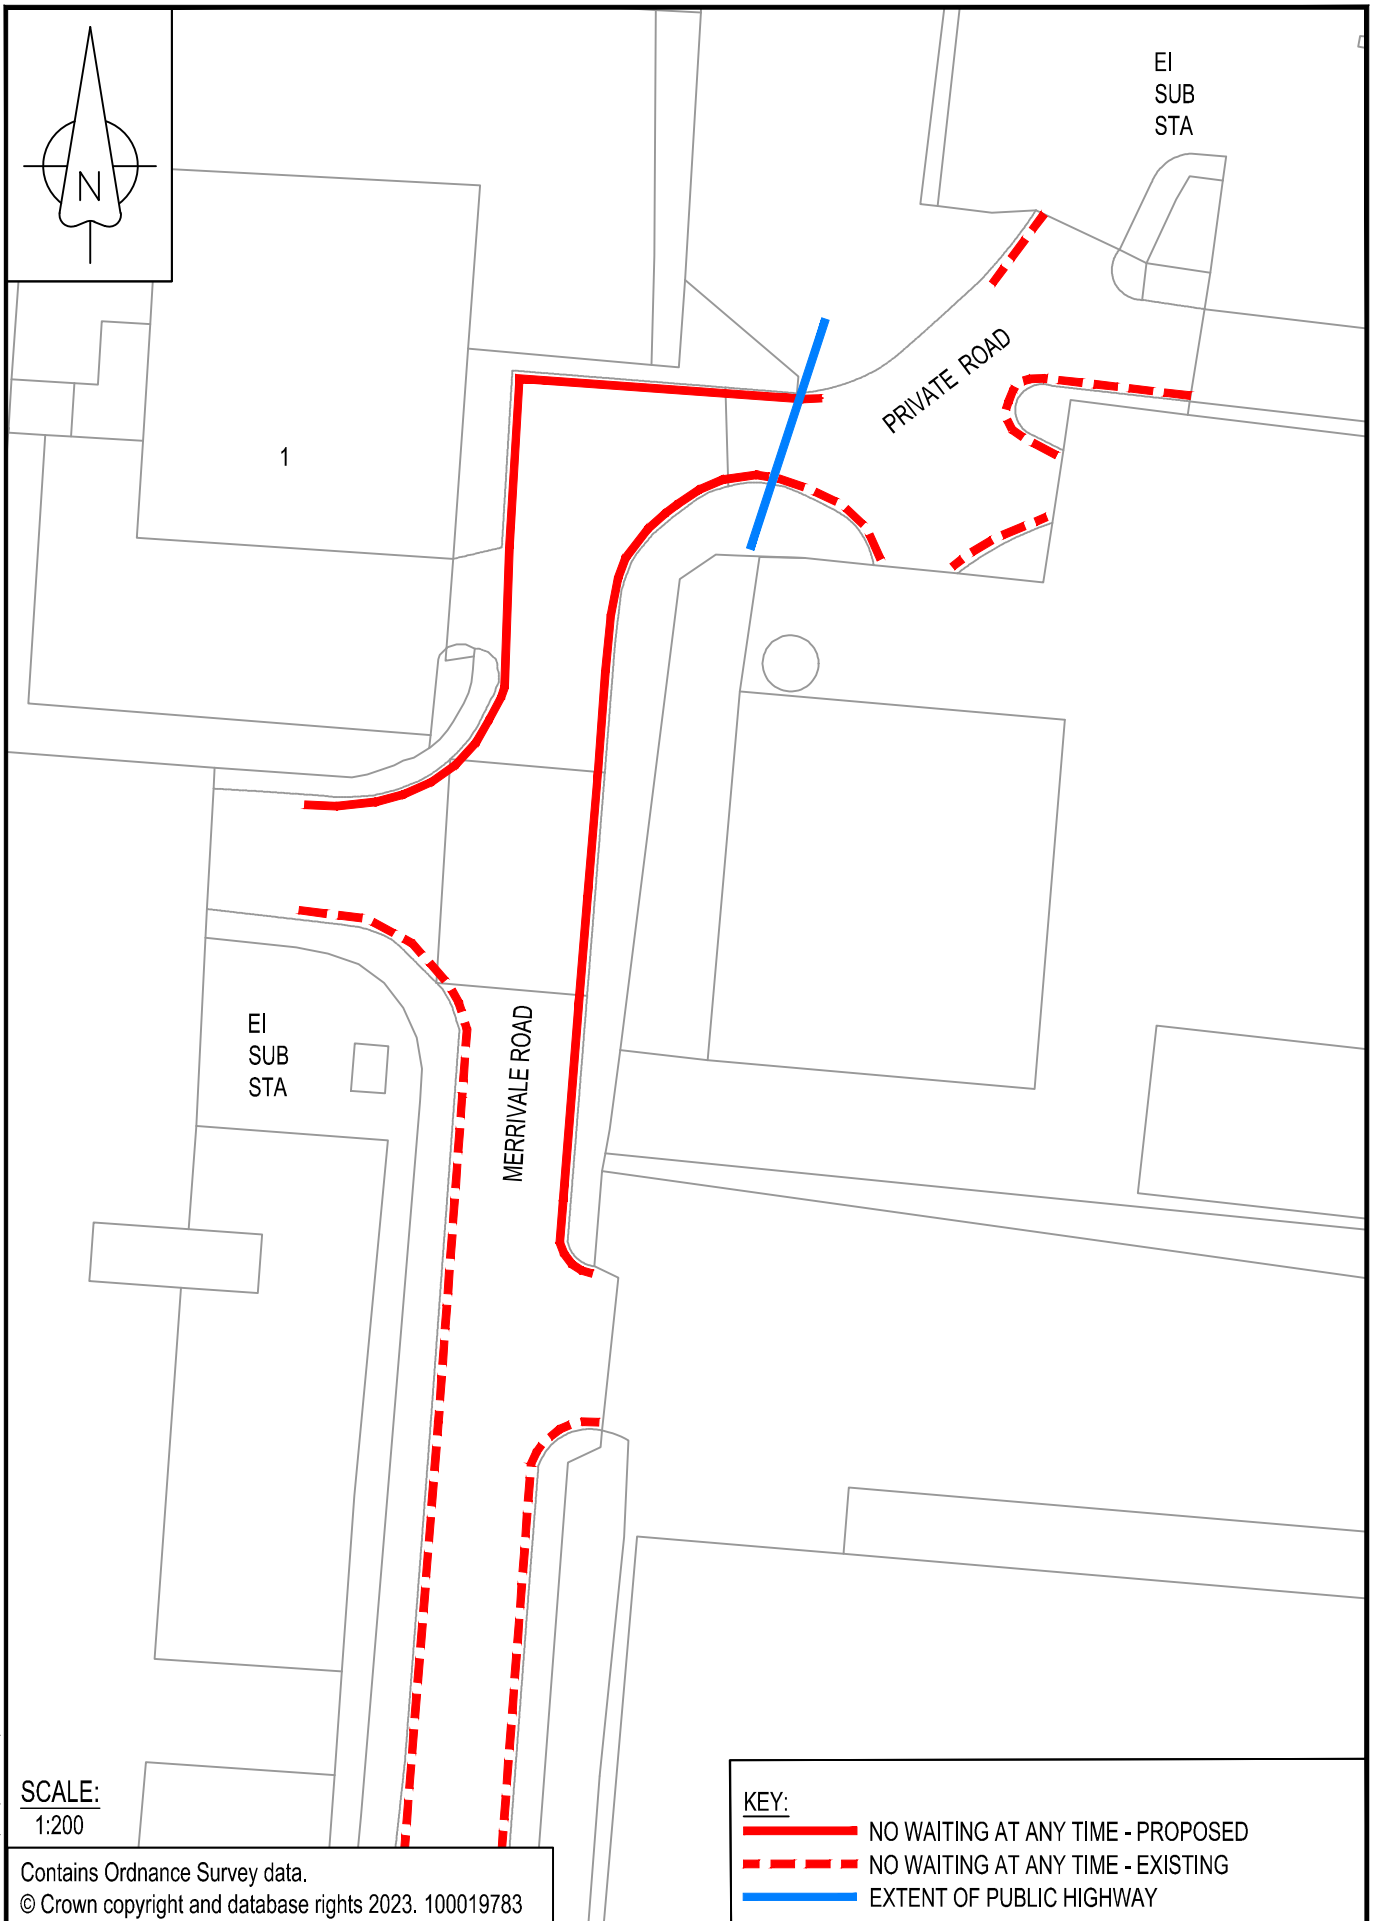 N
EI
SUB
STA
PRIVATE ROAD
1
EI
SUB
STA
MERRIVALE ROAD
SCALE:
1:200
Contains Ordnance Survey data.
© Crown copyright and database rights 2023. 100019783
KEY:
NO WAITING AT ANY TIME - PROPOSED
NO WAITING AT ANY TIME - EXISTING
EXTENT OF PUBLIC HIGHWAY